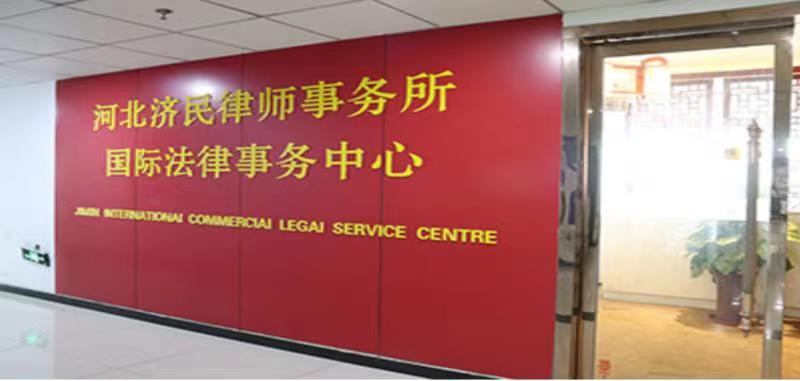 河北济民律师事务所
国际法律事务中心
JIMIN INTERNATIONAI COMMERCIAI LEGAI SERVICE CENTRE